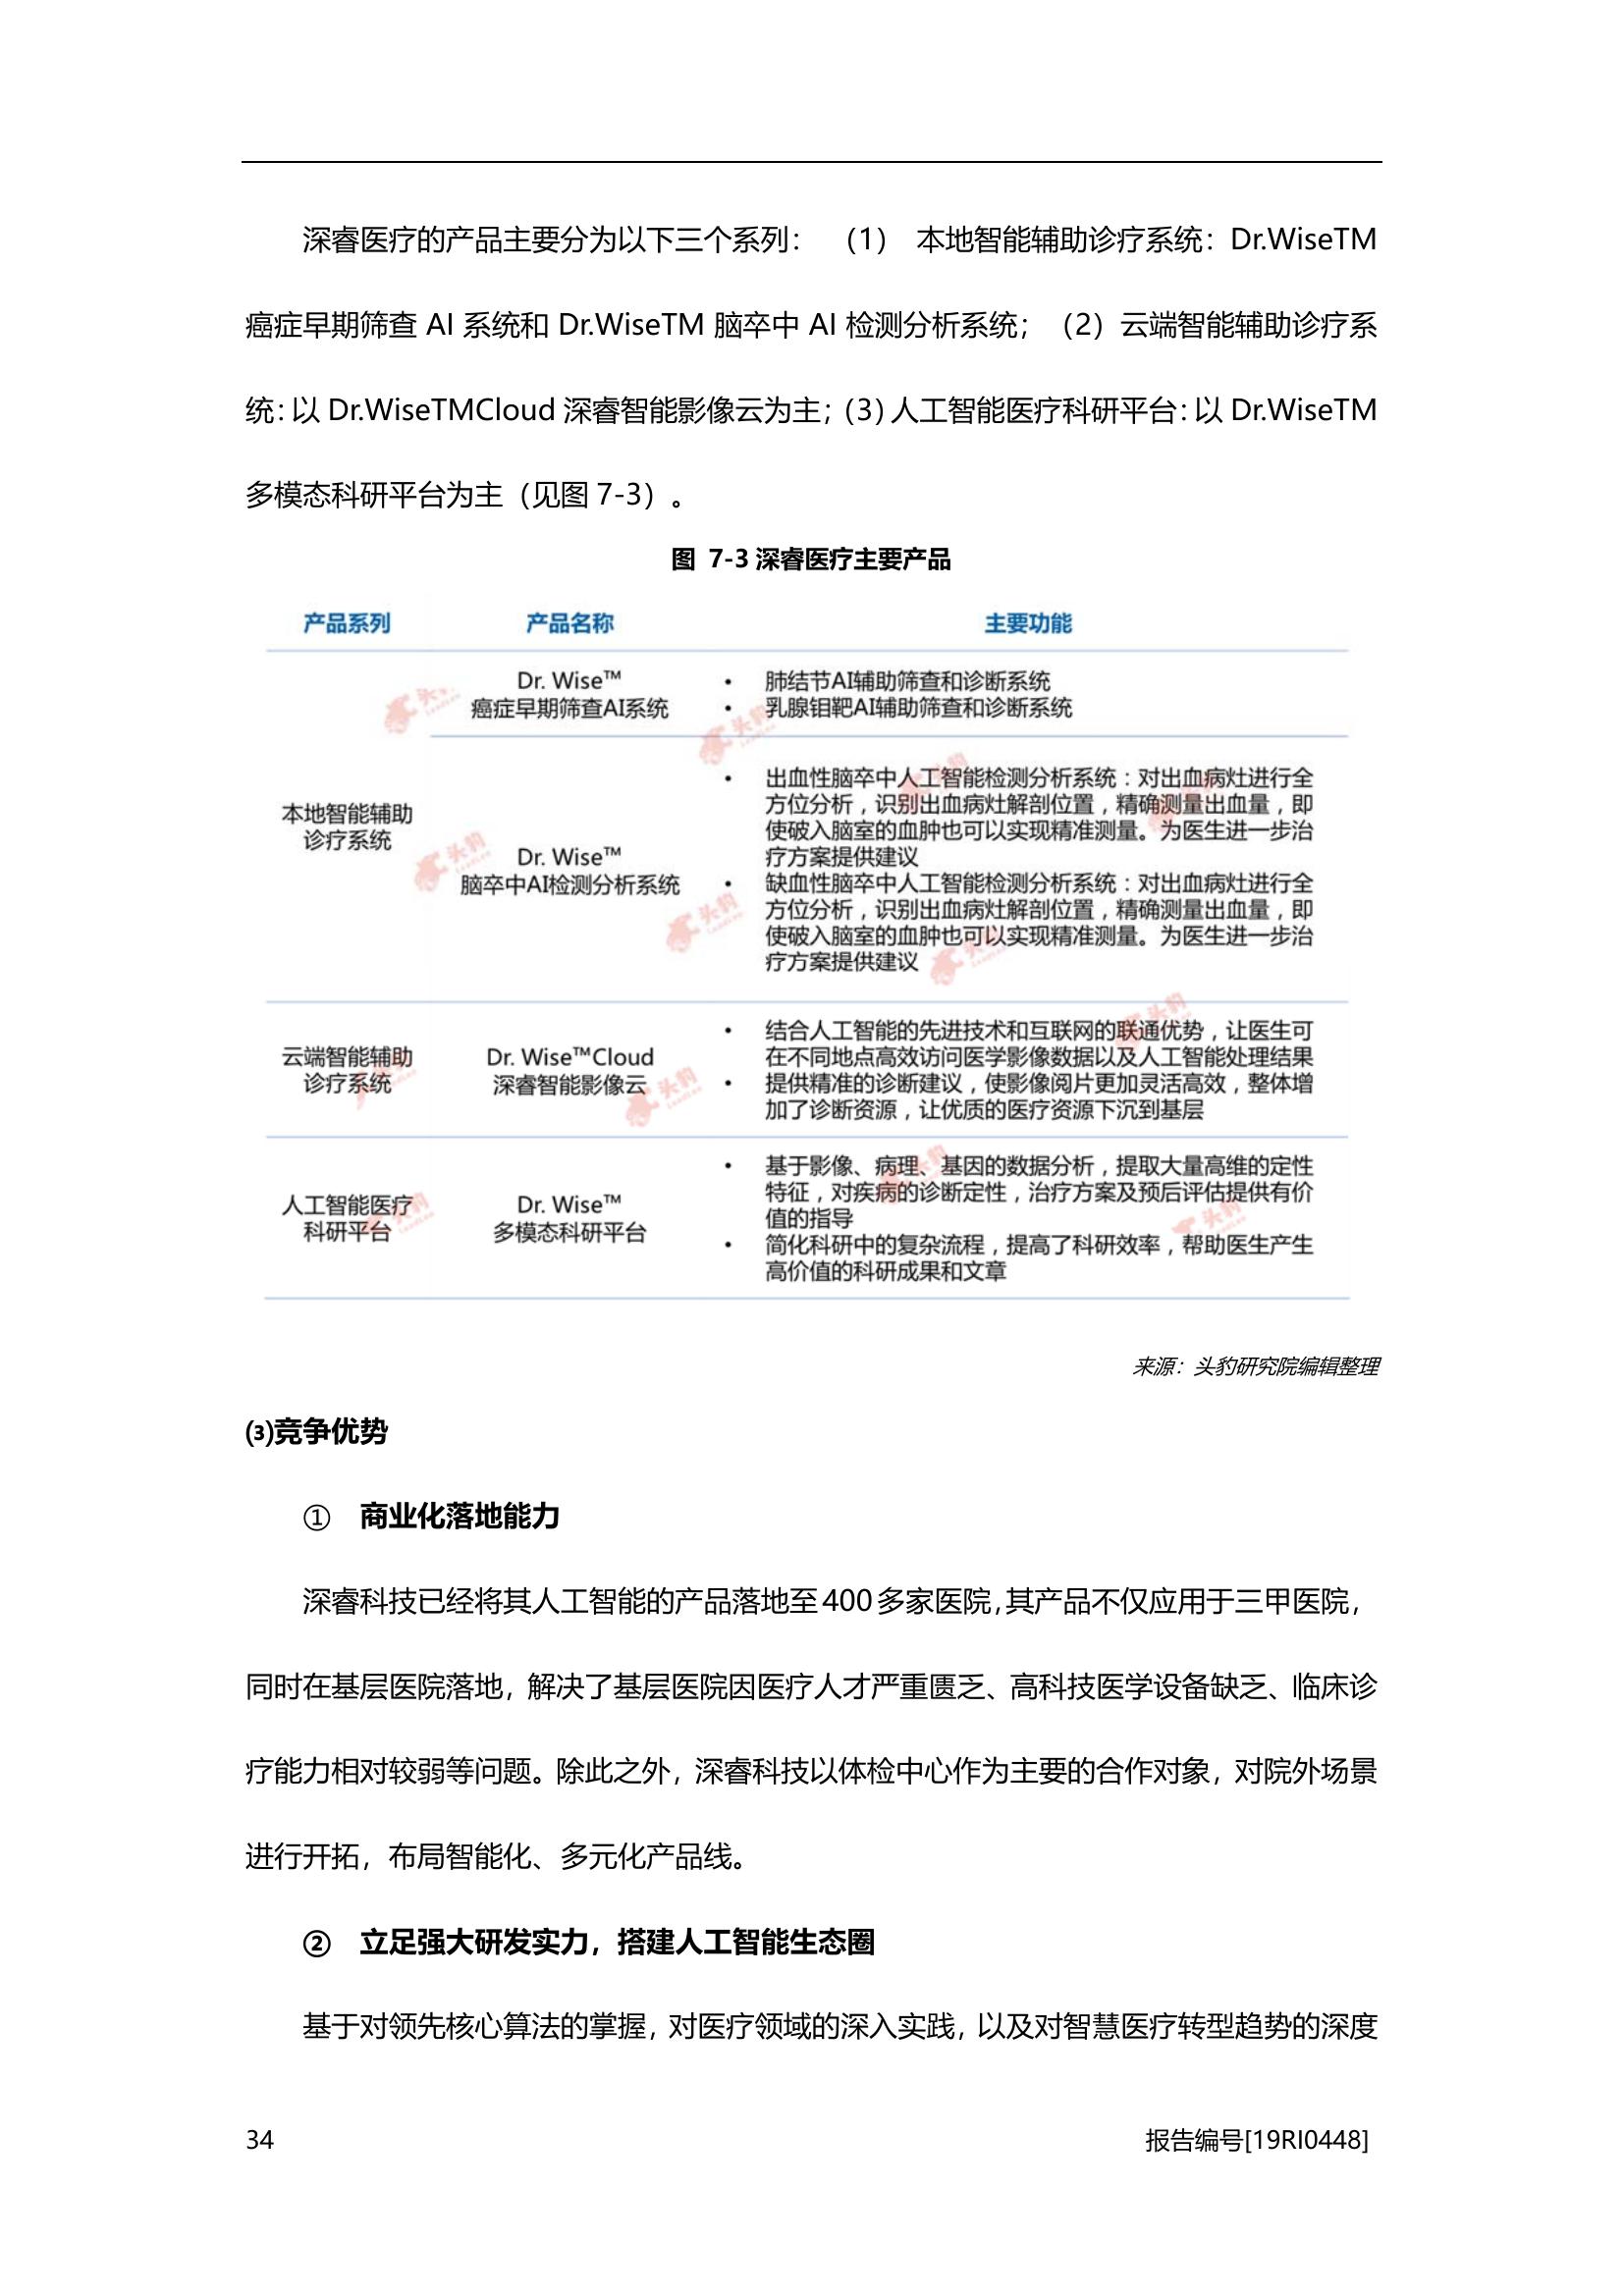 深睿医疗的产品主要分为以下三个系列： （1） 本地智能辅助诊疗系统：Dr.WiseTM
癌症早期筛查 AI 系统和 Dr.WiseTM 脑卒中 AI 检测分析系统；（2）云端智能辅助诊疗系
统：以 Dr.WiseTMCloud 深睿智能影像云为主；（3）人工智能医疗科研平台：以 Dr.WiseTM
多模态科研平台为主（见图 7-3）。
图 7-3 深睿医疗主要产品
产品系列 产品名称 主要功能
本地智能辅助
诊疗系统
Dr. Wise™
癌症早期筛查AI系统
• 肺结节AI辅助筛查和诊断系统
• 乳腺钼靶AI辅助筛查和诊断系统
Dr. Wise™
脑卒中AI检测分析系统
• 出血性脑卒中人工智能检测分析系统：对出血病灶进行全
方位分析，识别出血病灶解剖位置，精确测量出血量，即
使破入脑室的血肿也可以实现精准测量。为医生进一步治
疗方案提供建议
• 缺血性脑卒中人工智能检测分析系统：对出血病灶进行全
方位分析，识别出血病灶解剖位置，精确测量出血量，即
使破入脑室的血肿也可以实现精准测量。为医生进一步治
疗方案提供建议
云端智能辅助
诊疗系统
Dr. Wise™Cloud
深睿智能影像云
• 结合人工智能的先进技术和互联网的联通优势，让医生可
在不同地点高效访问医学影像数据以及人工智能处理结果
• 提供精准的诊断建议，使影像阅片更加灵活高效，整体增
加了诊断资源，让优质的医疗资源下沉到基层
人工智能医疗
科研平台
Dr. Wise™
多模态科研平台
• 基于影像、病理、基因的数据分析，提取大量高维的定性
特征，对疾病的诊断定性，治疗方案及预后评估提供有价
值的指导
• 简化科研中的复杂流程，提高了科研效率，帮助医生产生
高价值的科研成果和文章
来源：头豹研究院编辑整理
⑶竞争优势
① 商业化落地能力
深睿科技已经将其人工智能的产品落地至 400 多家医院，其产品不仅应用于三甲医院，
同时在基层医院落地，解决了基层医院因医疗人才严重匮乏、高科技医学设备缺乏、临床诊
疗能力相对较弱等问题。除此之外，深睿科技以体检中心作为主要的合作对象，对院外场景
进行开拓，布局智能化、多元化产品线。
② 立足强大研发实力，搭建人工智能生态圈
基于对领先核心算法的掌握，对医疗领域的深入实践，以及对智慧医疗转型趋势的深度
34 报告编号[19RI0448]